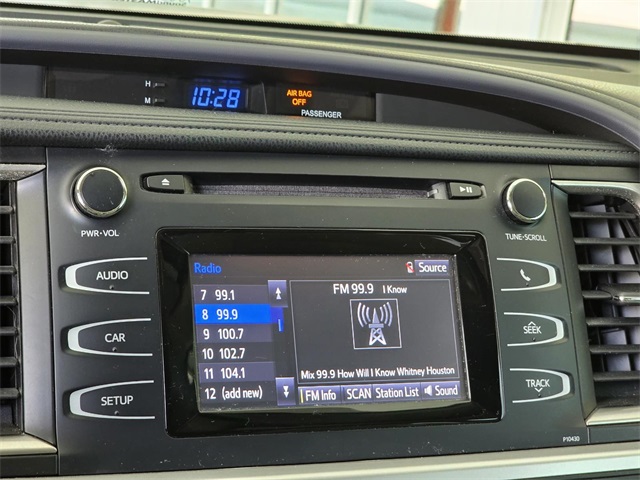 H
M
10:28
AIR BAG
OFF
PASSENGER
PWR•VOL
TUNE•SCROLL
AUDIO
CAR
SETUP
SEEK
TRACK
Radio
Source
7 99.1
8 99.9
9 100.7
10 102.7
11 104.1
12 (add new)
FM 99.9 I Know
Mix 99.9 How Will I Know Whitney Houston
FM Info
SCAN
Station List
Sound
P10430